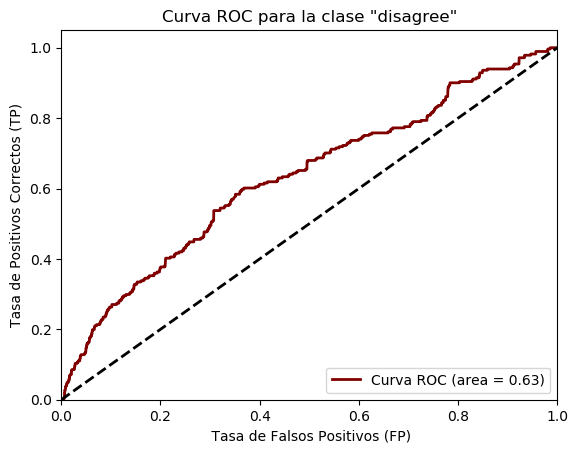 Curva ROC para la clase "disagree"
Tasa de Positivos Correctos (TP)
1.0
0.8
0.6
0.4
0.2
0.0
0.0 0.2 0.4 0.6 0.8 1.0
Tasa de Falsos Positivos (FP)
Curva ROC (area = 0.63)